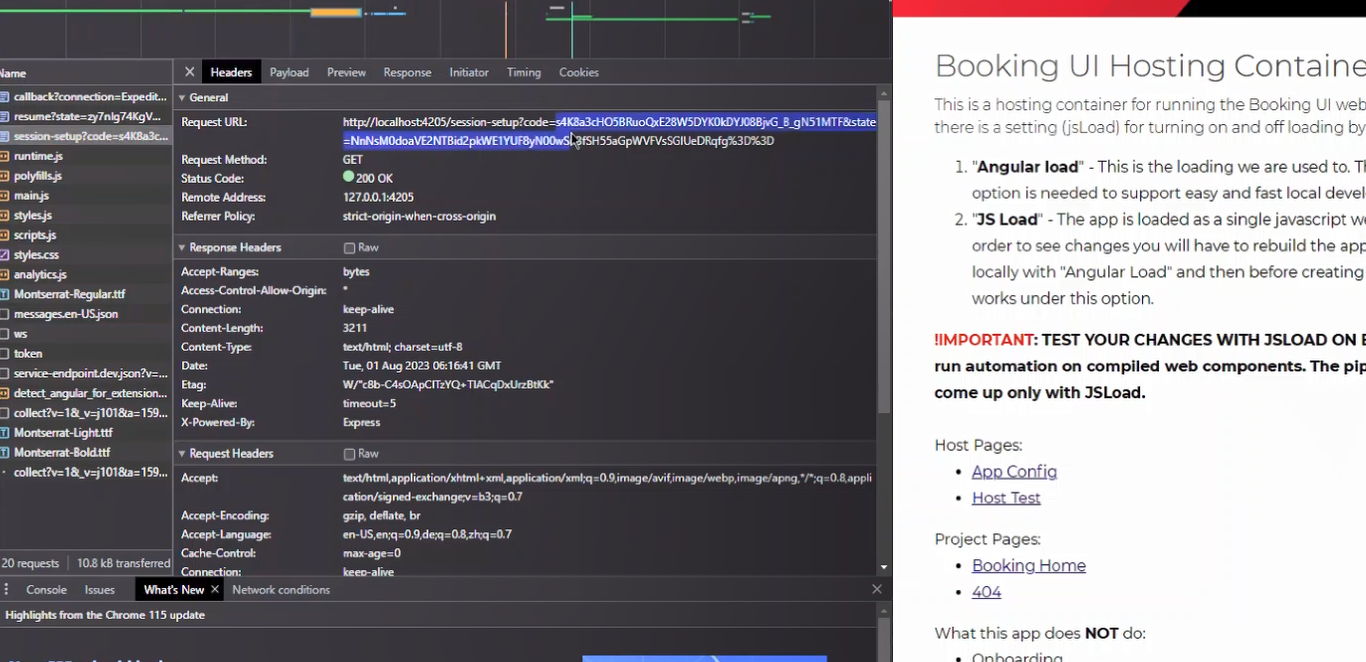 Name
callback?connection=Expedit...
resume?state=zy7nIg74KgV...
session-setup?code=s4K8a3c...
runtime.js
polyfills.js
main.js
styles.js
scripts.js
styles.css
analytics.js
Montserrat-Regular.ttf
messages.en-US.json
ws
token
service-endpoint.dev.json?v=...
detect_angular_for_extension...
collect?v=1&_v=j101&a=159...
Montserrat-Light.ttf
Montserrat-Bold.ttf
collect?v=1&_v=j101&a=159...
20 requests
10.8 kB transferred
Headers Payload Preview Response Initiator Timing Cookies
General
Request URL:
http://localhost:4205/session-setup?code=s4K8a3cHO5BRuoQxE28W5DYK0kDYJ08BjvG_8_gN51MTF&state
Request Method: GET
Status Code: 200 OK
Remote Address: 127.0.0.1:4205
Referrer Policy: strict-origin-when-cross-origin
Response Headers Raw
Accept-Ranges: bytes
Access-Control-Allow-Origin: *
Connection: keep-alive
Content-Length: 3211
Content-Type: text/html; charset=utf-8
Date: Tue, 01 Aug 2023 06:16:41 GMT
Etag: W/"c8b-C4sOApCITzYQ+TIACqDxUrzBtKk"
Keep-Alive: timeout=5
X-Powered-By: Express
Request Headers Raw
Accept: text/html,application/xhtml+xml,application/xml;q=0.9,image/avif,image/webp,image/apng,*/*;q=0.8,appli
cation/signed-exchange;v=b3;q=0.7
Accept-Encoding: gzip, deflate, br
Accept-Language: en-US,en;q=0.9,de;q=0.8,zh;q=0.7
Cache-Control: max-age=0
Connection: keep-alive
Console Issues What's New Network conditions
Highlights from the Chrome 115 update
Booking UI Hosting Containe
This is a hosting container for running the Booking UI web
there is a setting (jsLoad) for turning on and off loading by
1. "Angular load" - This is the loading we are used to. Th
option is needed to support easy and fast local devel
2. "JS Load" - The app is loaded as a single javascript we
order to see changes you will have to rebuild the app
locally with "Angular Load" and then before creating
works under this option.
!IMPORTANT: TEST YOUR CHANGES WITH JSLOAD ON E
run automation on compiled web components. The pip
come up only with JSLoad.
Host Pages:
App Config
Host Test
Project Pages:
Booking Home
404
What this app does NOT do:
Onboarding